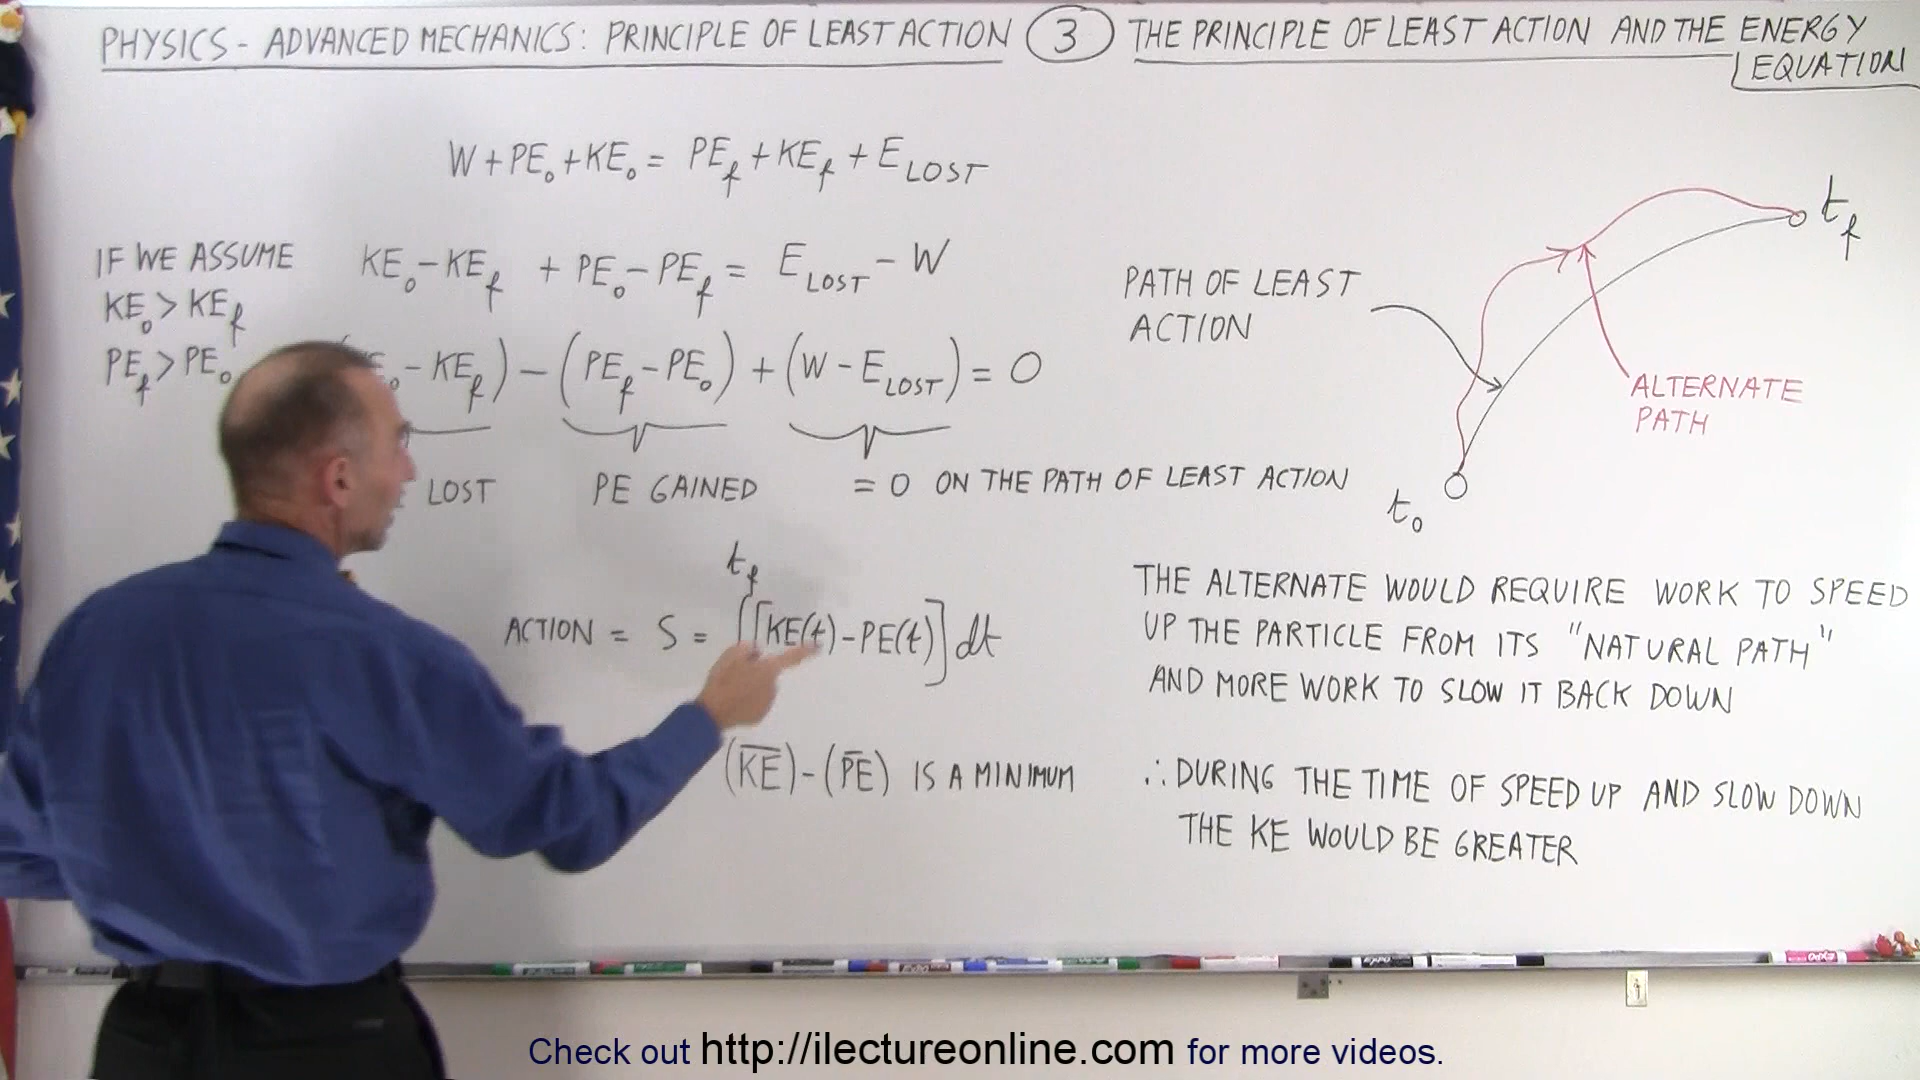 PHYSICS - ADVANCED MECHANICS: PRINCIPLE OF LEAST ACTION 3 THE PRINCIPLE OF LEAST ACTION AND THE ENERGY
EQUATION
W + PE₀ + KE₀ = PE_f + KE_f + E_LOST
IF WE ASSUME
KE₀ > KE_f
PE_f > PE₀
KE₀ - KE_f + PE₀ - PE_f = E_LOST - W
₀ - KE_f) - (PE_f - PE₀) + (W - E_LOST) = 0
LOST PE GAINED = 0 ON THE PATH OF LEAST ACTION
t_f
ACTION = S = ∫[KE(t) - PE(t)] dt
(K̅E̅) - (P̅E̅) IS A MINIMUM
t_f
PATH OF LEAST
ACTION
ALTERNATE
PATH
t₀
THE ALTERNATE WOULD REQUIRE WORK TO SPEED
UP THE PARTICLE FROM ITS "NATURAL PATH"
AND MORE WORK TO SLOW IT BACK DOWN
∴ DURING THE TIME OF SPEED UP AND SLOW DOWN
THE KE WOULD BE GREATER
EXPO
Check out http://ilectureonline.com for more videos.